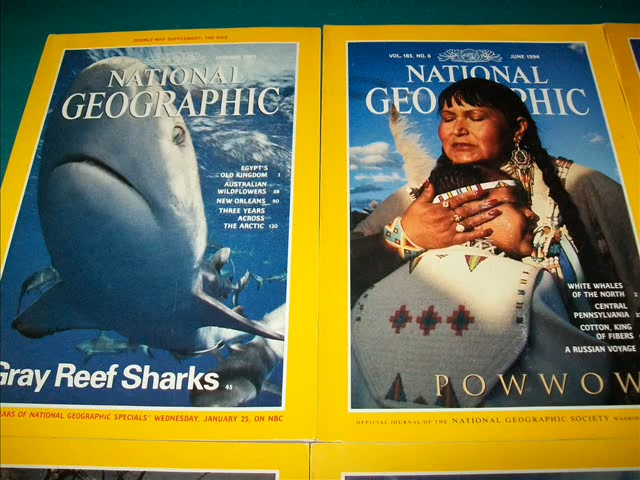 DOUBLE MAP SUPPLEMENT: THE NILE
NATIONAL
GEOGRAPHIC
EGYPT'S
OLD KINGDOM 3
AUSTRALIAN
WILDFLOWERS 68
NEW ORLEANS 90
THREE YEARS
ACROSS
THE ARCTIC 120
Gray Reef Sharks 45
EARS OF NATIONAL GEOGRAPHIC SPECIALS" WEDNESDAY, JANUARY 25, ON NBC
VOL. 185, NO. 6 JUNE 1994
NATIONAL
GEOGRAPHIC
WHITE WHALES
OF THE NORTH 2
CENTRAL
PENNSYLVANIA
COTTON, KING
OF FIBERS
A RUSSIAN VOYAGE
POWWOW
OFFICIAL JOURNAL OF THE NATIONAL GEOGRAPHIC SOCIETY